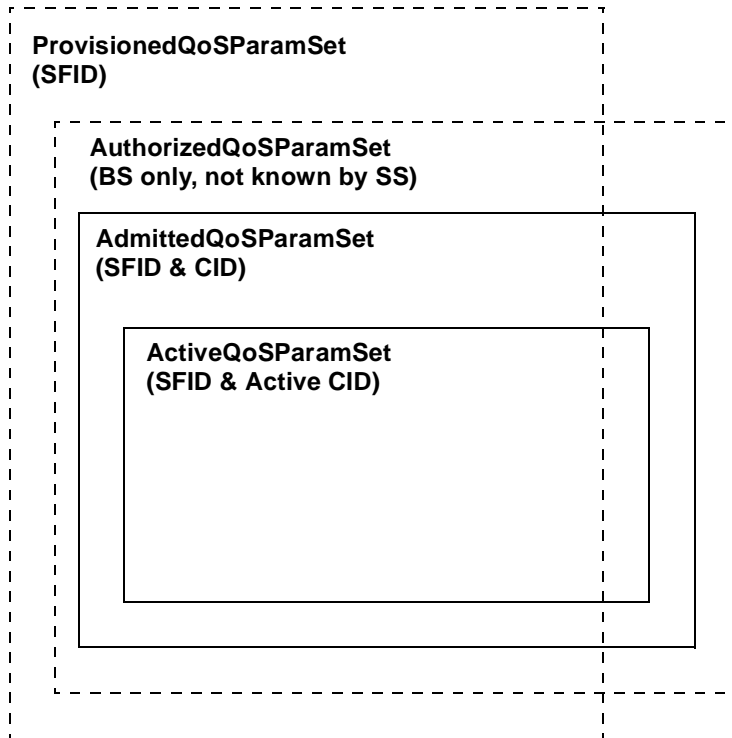 ProvisionedQoSParamSet
(SFID)
AuthorizedQoSParamSet
(BS only, not known by SS)
AdmittedQoSParamSet
(SFID & CID)
ActiveQoSParamSet
(SFID & Active CID)